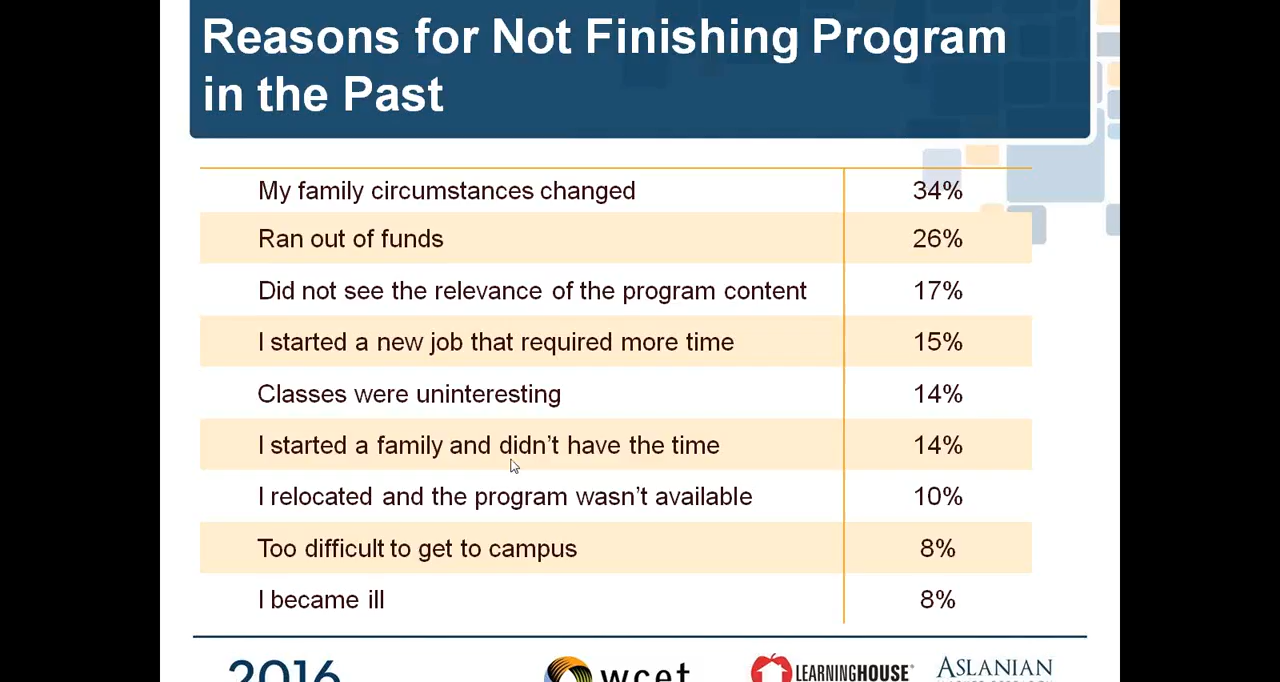 Reasons for Not Finishing Program
in the Past
My family circumstances changed 34%
Ran out of funds 26%
Did not see the relevance of the program content 17%
I started a new job that required more time 15%
Classes were uninteresting 14%
I started a family and didn’t have the time 14%
I relocated and the program wasn’t available 10%
Too difficult to get to campus 8%
I became ill 8%
2016 wcet LEARNINGHOUSE® ASLANIAN